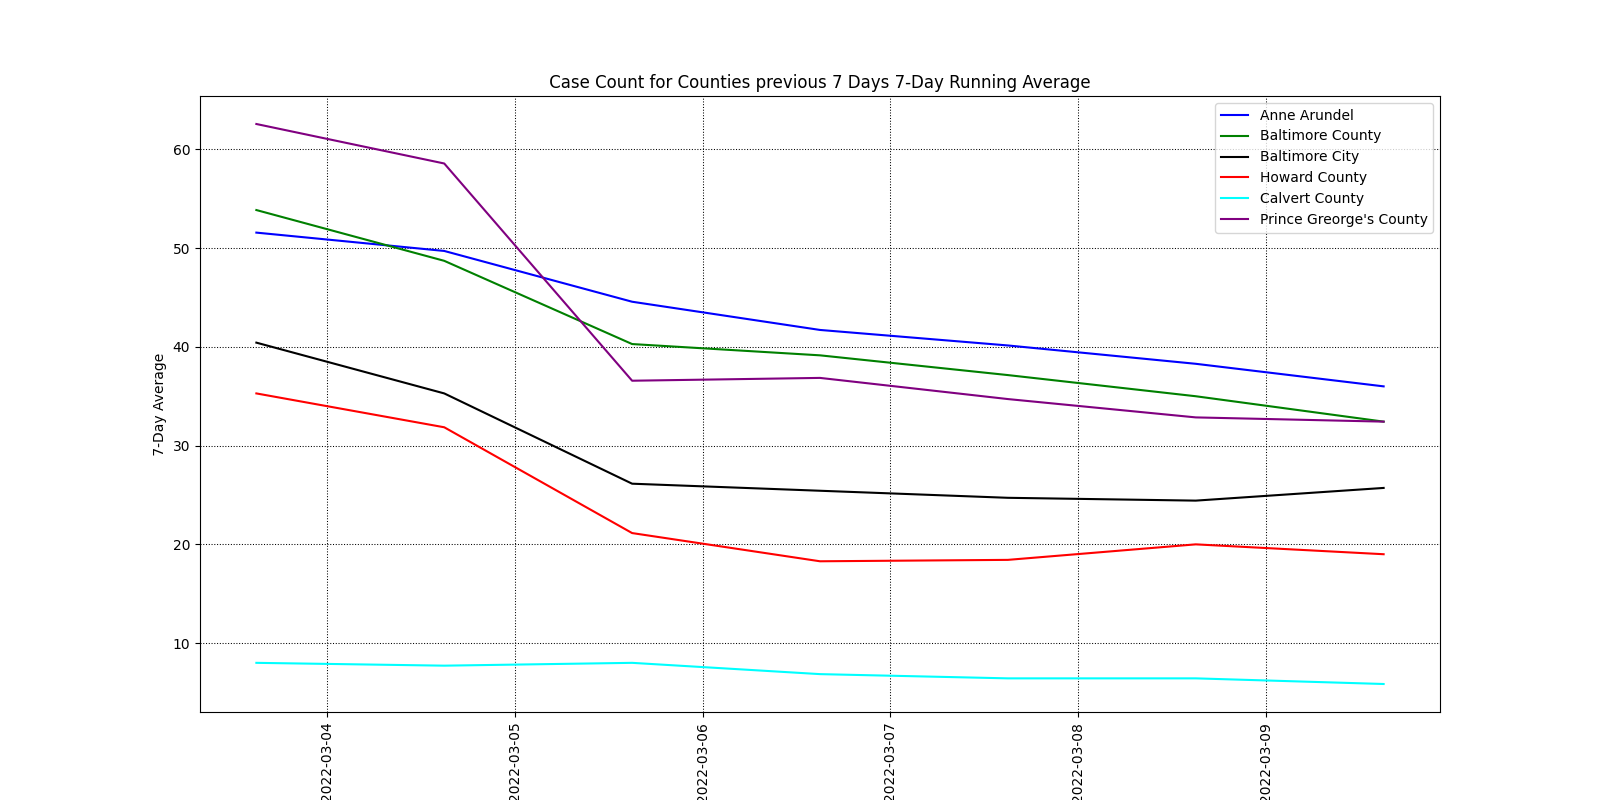 Case Count for Counties previous 7 Days 7-Day Running Average
Anne Arundel
Baltimore County
Baltimore City
Howard County
Calvert County
Prince Greorge's County
7-Day Average
60
50
40
30
20
10
2022-03-04
2022-03-05
2022-03-06
2022-03-07
2022-03-08
2022-03-09